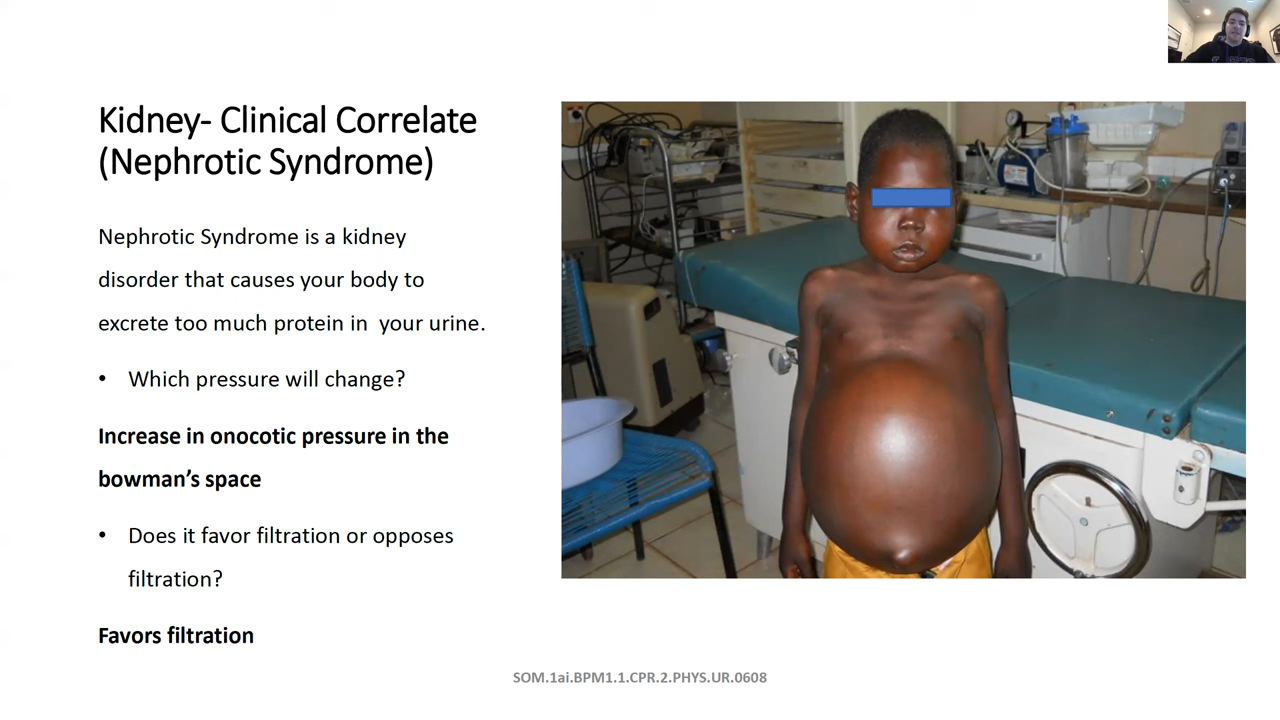 Kidney- Clinical Correlate
(Nephrotic Syndrome)
Nephrotic Syndrome is a kidney
disorder that causes your body to
excrete too much protein in  your urine.
• Which pressure will change?
Increase in onocotic pressure in the
bowman’s space
• Does it favor filtration or opposes
filtration?
Favors filtration
SOM.1ai.BPM1.1.CPR.2.PHYS.UR.0608